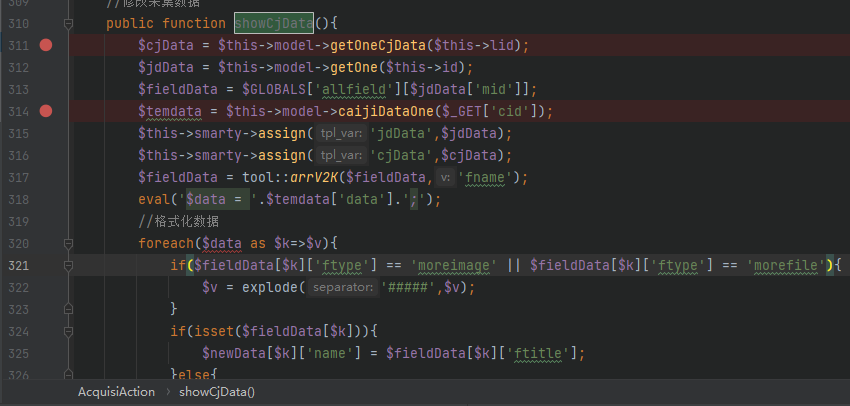 309 //修改采集数据
310 public function showCjData(){
311 $cjData = $this->model->getOneCjData($this->lid);
312 $jdData = $this->model->getOne($this->id);
313 $fieldData = $GLOBALS['allfield'][$jdData['mid']];
314 $temdata = $this->model->caijiDataOne($_GET['cid']);
315 $this->smarty->assign( tpl_var: 'jdData',$jdData);
316 $this->smarty->assign( tpl_var: 'cjData',$cjData);
317 $fieldData = tool::arrV2K($fieldData, v: 'fname');
318 eval('$data = '.$temdata['data'].';');
319 //格式化数据
320 foreach($data as $k=>$v){
321 if($fieldData[$k]['ftype'] == 'moreimage' || $fieldData[$k]['ftype'] == 'morefile'){
322 $v = explode( separator: '#####',$v);
323 }
324 if(isset($fieldData[$k])){
325 $newData[$k]['name'] = $fieldData[$k]['ftitle'];
326 }else{
AcquisiAction > showCjData()